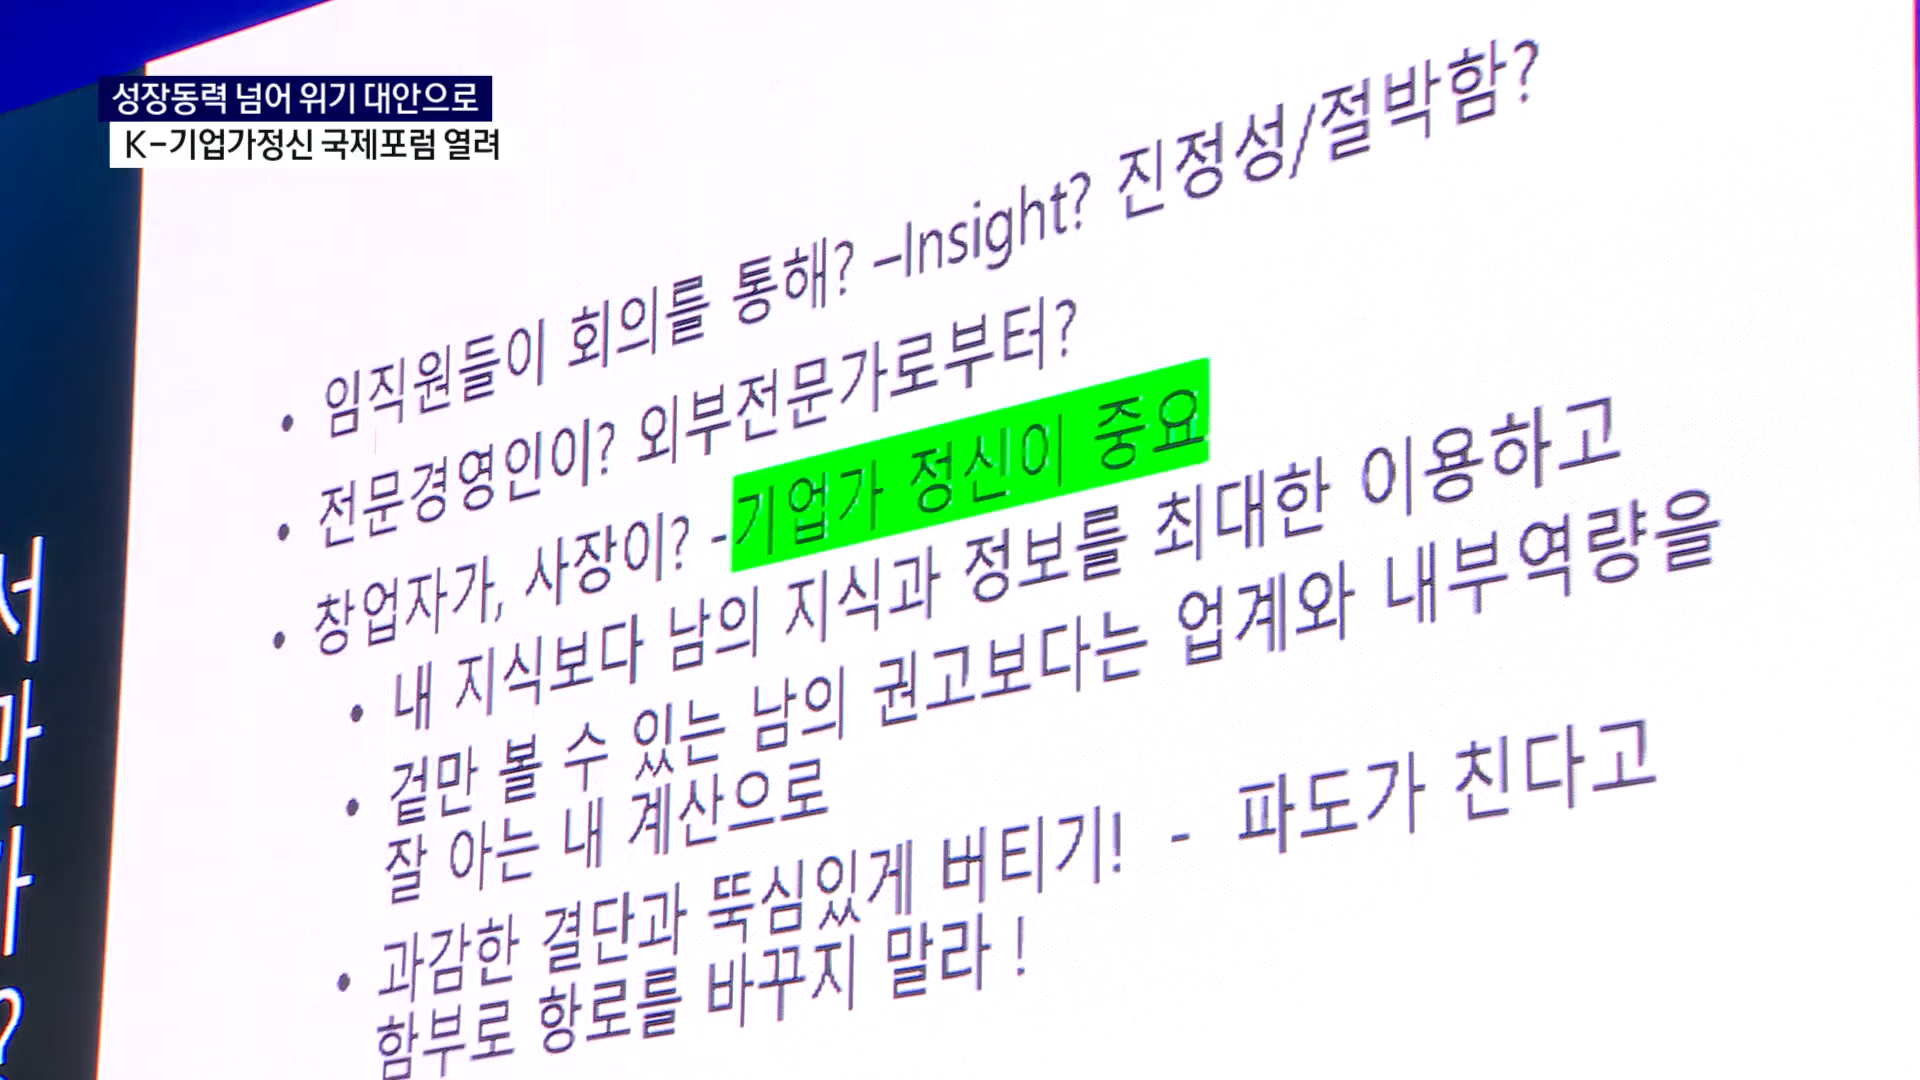 성장동력 넘어 위기 대안으로
K-기업가정신 국제포럼 열려
• 임직원들이 회의를 통해? –Insight? 진정성/절박함?
• 전문경영인이? 외부전문가로부터?
• 창업자가, 사장이? -기업가 정신이 중요
• 내 지식보다 남의 지식과 정보를 최대한 이용하고
• 겉만 볼 수 있는 남의 권고보다는 업계와 내부역량을
잘 아는 내 계산으로
• 과감한 결단과 뚝심있게 버티기! - 파도가 친다고
함부로 항로를 바꾸지 말라 !